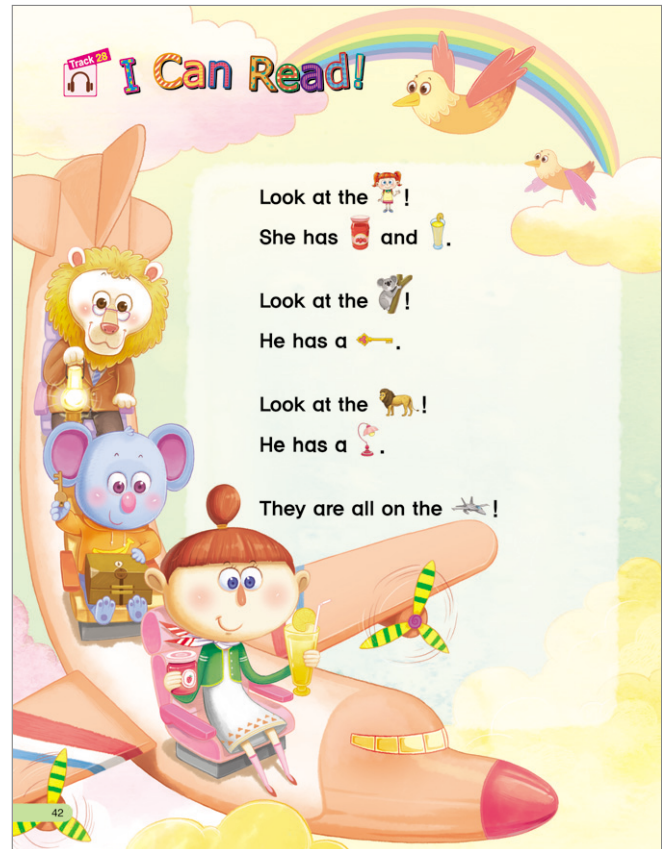 Track 28
I Can Read!
Look at the !
She has and .
Look at the !
He has a .
Look at the !
He has a .
They are all on the !
42